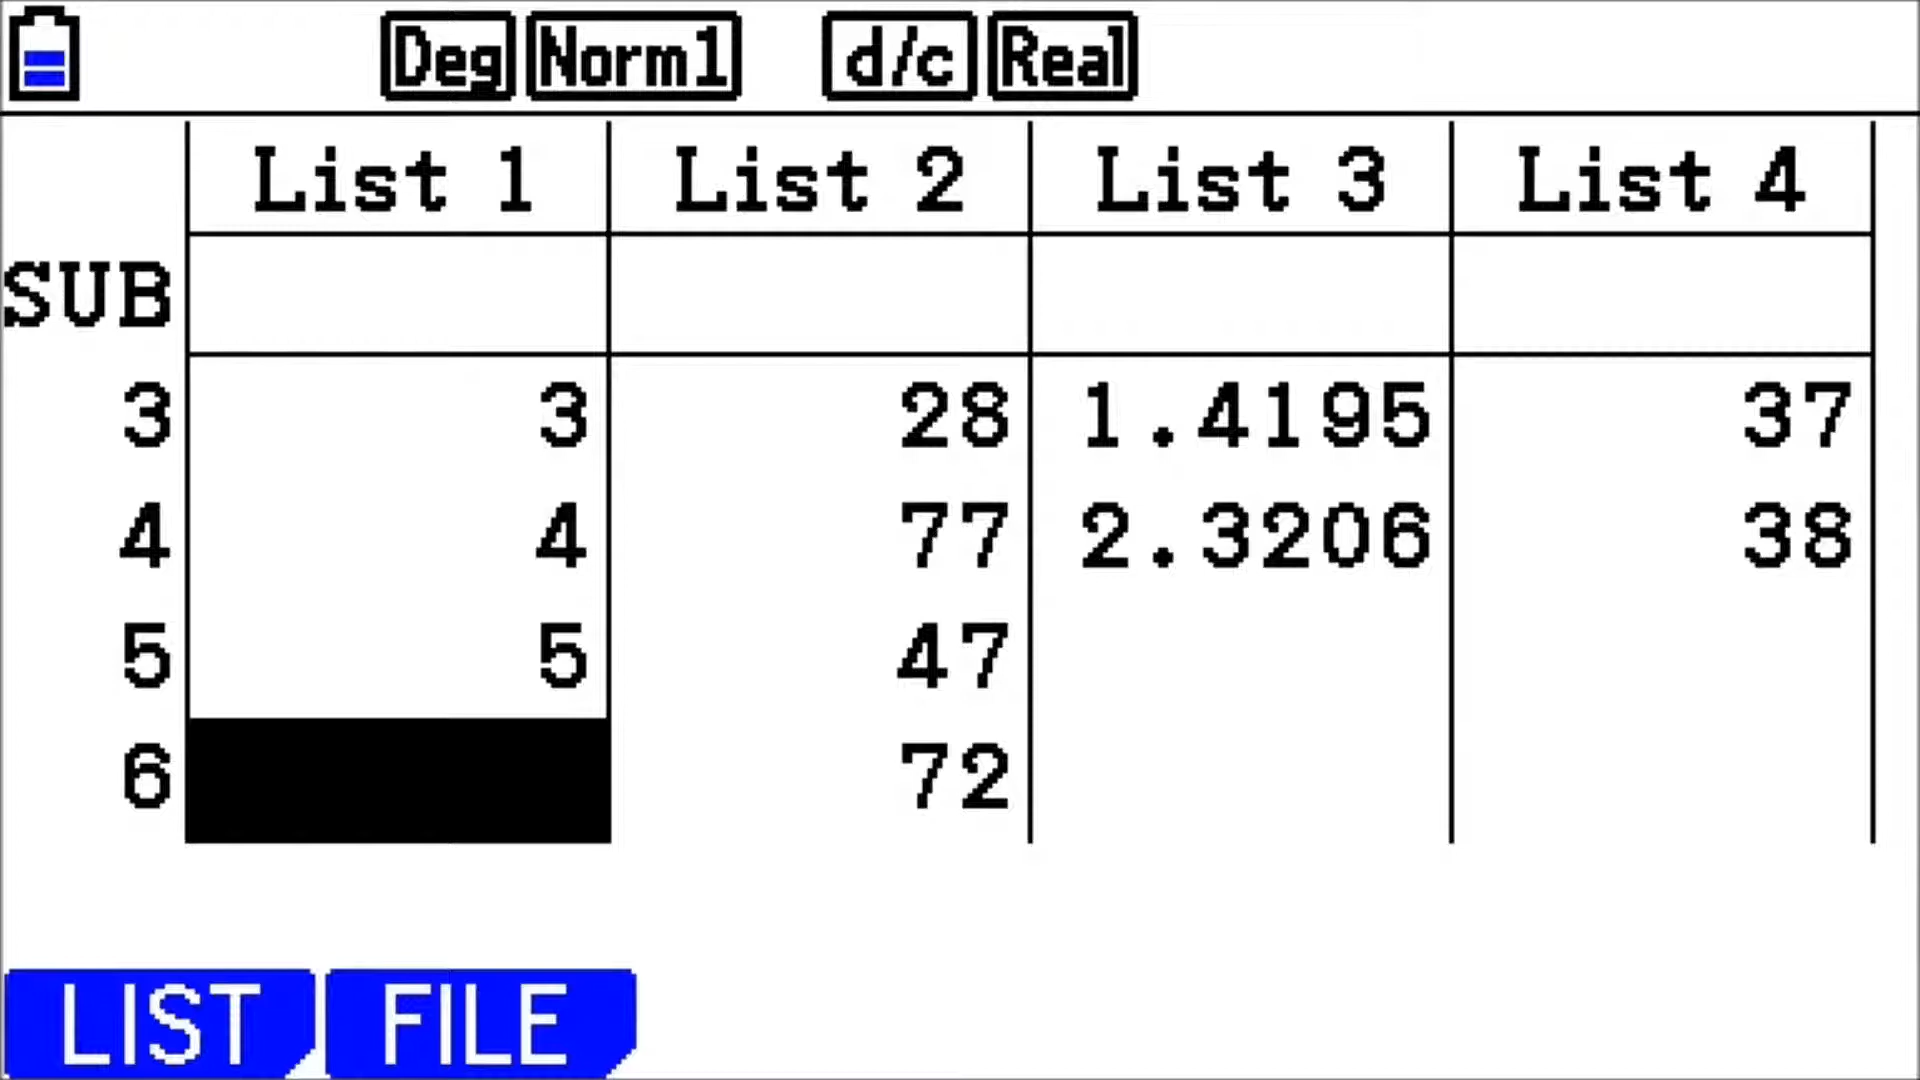 Deg Norm1 d/c Real
List 1 List 2 List 3 List 4
SUB
3 3 28 1.4195 37
4 4 77 2.3206 38
5 5 47
6 72
LIST FILE